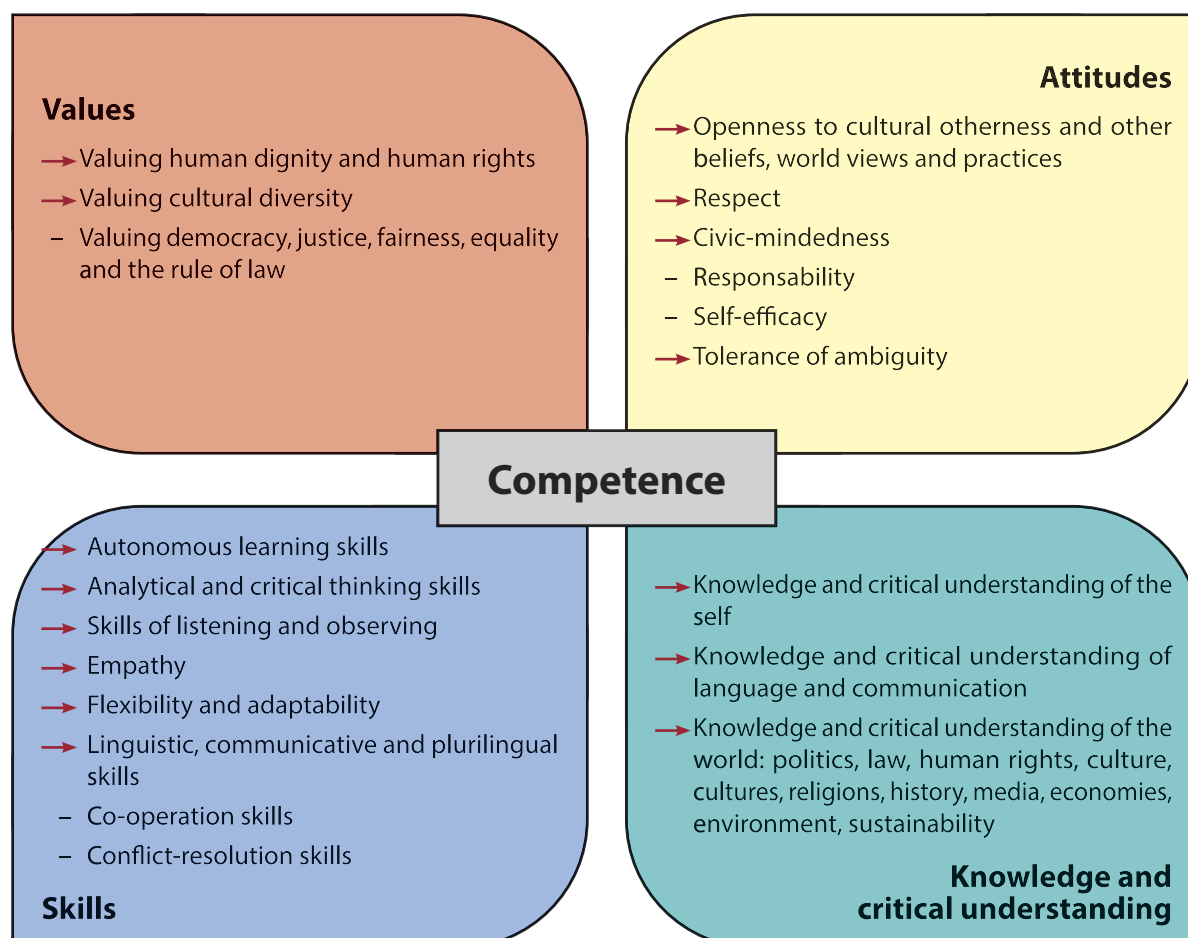 Values
→ Valuing human dignity and human rights
→ Valuing cultural diversity
– Valuing democracy, justice, fairness, equality
and the rule of law
Attitudes
→ Openness to cultural otherness and other
beliefs, world views and practices
→ Respect
→ Civic-mindedness
– Responsability
– Self-efficacy
→ Tolerance of ambiguity
Competence
→ Autonomous learning skills
→ Analytical and critical thinking skills
→ Skills of listening and observing
→ Empathy
→ Flexibility and adaptability
→ Linguistic, communicative and plurilingual
skills
– Co-operation skills
– Conflict-resolution skills
Skills
→ Knowledge and critical understanding of the
self
→ Knowledge and critical understanding of
language and communication
→ Knowledge and critical understanding of the
world: politics, law, human rights, culture,
cultures, religions, history, media, economies,
environment, sustainability
Knowledge and
critical understanding